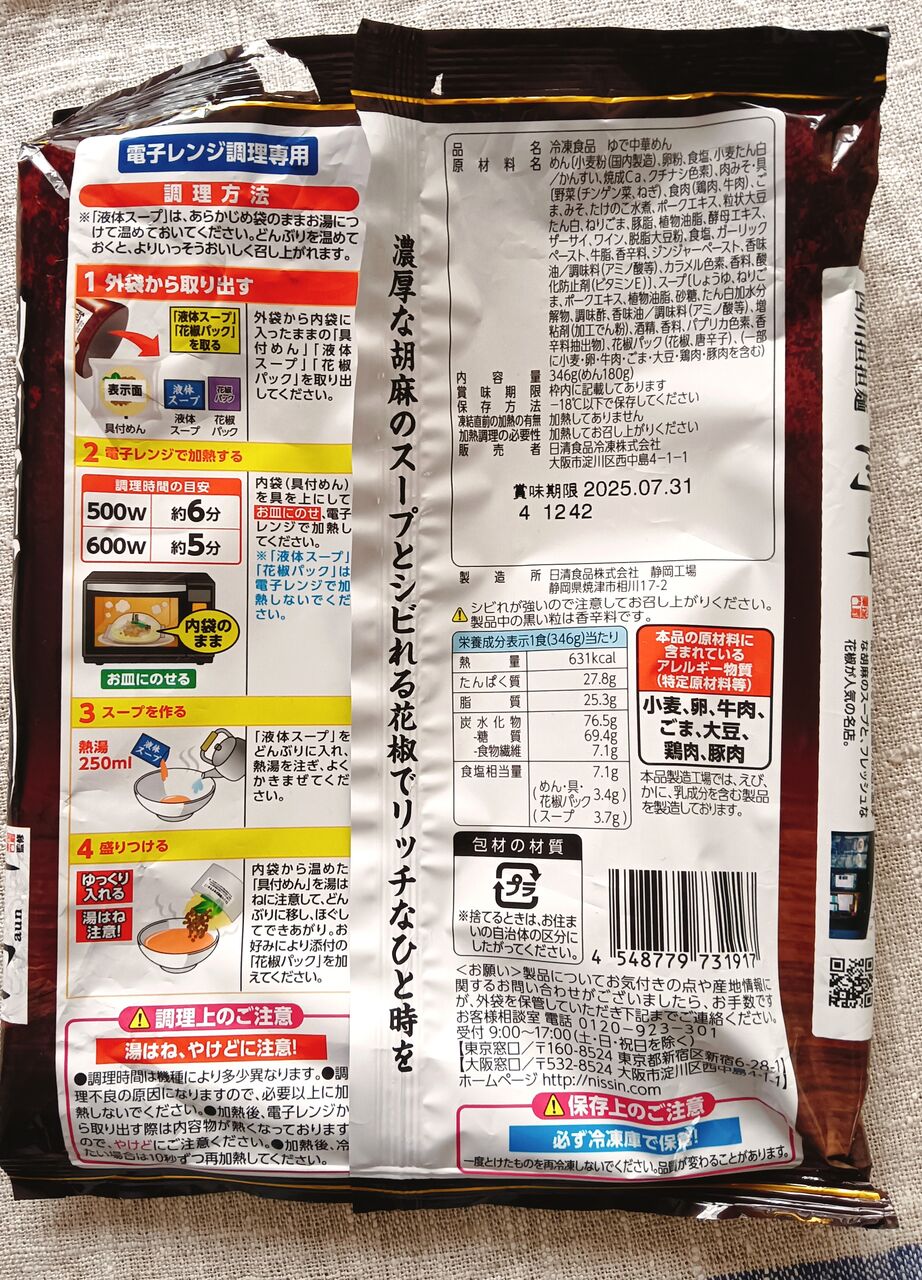 電子レンジ調理専用
調理方法
※「液体スープ」は、あらかじめ袋のままお湯につ
けて温めておいてください。どんぶりを温めて
おくと、よりいっそうおいしく召し上がれます。
1 外袋から取り出す
「液体スープ」
「花椒パック」
を取る
表示面
液体
スープ
花椒
パック
具付めん
液体
スープ
花椒
パック
外袋から内袋に
入ったままの「具
付めん」「液体
スープ」「花椒
パック」を取り出
してください。
2 電子レンジで加熱する
調理時間の目安
500W 約6分
600W 約5分
内袋のまま
お皿にのせる
内袋(具付めん)
を具を上にして
お皿にのせ、電子
レンジで加熱し
てください。
※「液体スープ」
「花椒パック」は
電子レンジで加
熱しないでくだ
さい。
3 スープを作る
熱湯
250ml
液体
スープ
「液体スープ」を
どんぶりに入れ、
熱湯を注ぎ、よく
かきまぜてくだ
さい。
4 盛りつける
ゆっくり
入れる
湯はね
注意!
内袋から温めた
「具付めん」を湯は
ねに注意して、どん
ぶりに移し、ほぐし
てできあがり。お
好みにより添付の
「花椒パック」を加
えてください。
調理上のご注意
湯はね、やけどに注意!
●調理時間は機種により多少異なります。●調
理不良の原因になりますので、必要以上に加
熱しないでください。●加熱後、電子レンジか
ら取り出す際は内容物が熱くなっております
ので、やけどにご注意ください。●加熱後、冷
たい場合は10秒ずつ再加熱してください。
濃厚な胡麻のスープとシビれる花椒でリッチなひと時を
品名 冷凍食品 ゆで中華めん
原材料名 めん(小麦粉(国内製造)、卵粉、食塩、小麦たん白
/かんすい、焼成Ca、クチナシ色素)、肉みそ・具
(野菜(チンゲン菜、ねぎ)、食肉(鶏肉、牛肉)、ご
ま、みそ、たけのこ水煮、ポークエキス、粒状大豆
たん白、ねりごま、豚脂、植物油脂、酵母エキス、
ザーサイ、ワイン、脱脂大豆粉、食塩、ガーリック
ペースト、牛脂、香辛料、ジンジャーペースト、香味
油/調味料(アミノ酸等)、カラメル色素、香料、酸
化防止剤(ビタミンE))、スープ(しょうゆ、ねりご
ま、ポークエキス、植物油脂、砂糖、たん白加水分
解物、調味酢、香味油/調味料(アミノ酸等)、増
粘剤(加工でん粉)、酒精、香料、パプリカ色素、香
辛料抽出物)、花椒パック(花椒、唐辛子)、(一部
に小麦・卵・牛肉・ごま・大豆・鶏肉・豚肉を含む)
内容量 346g(めん180g)
賞味期限 枠内に記載してあります
保存方法 -18℃以下で保存してください
凍結直前の加熱の有無 加熱してありません
加熱調理の必要性 加熱してお召し上がりください
販売者 日清食品冷凍株式会社
大阪市淀川区西中島4-1-1
賞味期限 2025.07.31
4 1242
製造所 日清食品株式会社 静岡工場
静岡県焼津市相川17-2
シビれが強いので注意してお召し上がりください。
製品中の黒い粒は香辛料です。
栄養成分表示1食(346g)当たり
熱量 631kcal
たんぱく質 27.8g
脂質 25.3g
炭水化物 76.5g
-糖質 69.4g
-食物繊維 7.1g
食塩相当量 7.1g
(めん・具・
花椒パック 3.4g)
(スープ 3.7g)
本品の原材料に
含まれている
アレルギー物質
(特定原材料等)
小麦、卵、牛肉、
ごま、大豆、
鶏肉、豚肉
本品製造工場では、えび、
かに、乳成分を含む製品
を製造しております。
包材の材質
プラ
※捨てるときは、お住ま
いの自治体の区分に
したがってください。
4 548779 731917
<お願い>製品についてお気付きの点や産地情報に
関するお問い合わせがございましたら、お手数です
が、外袋を保管していただき下記までご連絡ください。
お客様相談室 電話 0120-923-301
受付 9:00~17:00(土・日・祝日を除く)
【東京窓口/〒160-8524 東京都新宿区新宿6-28-1】
【大阪窓口/〒532-8524 大阪市淀川区西中島4-1-1】
ホームページ http://nissin.com
保存上のご注意
必ず冷凍庫で保存!
一度とけたものを再冷凍しないでください。品質が変わることがあります。
四川担担麺
な胡麻のスープと、フレッシュな
花椒が人気の名店。
aun